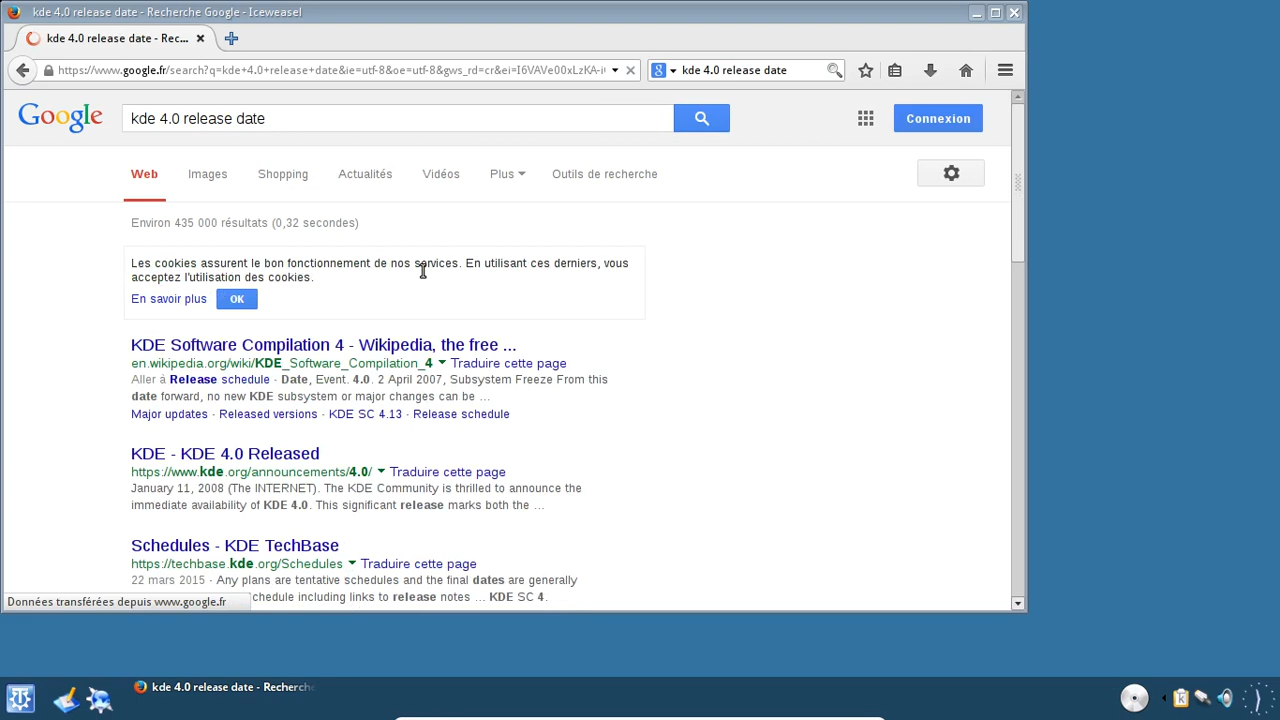 kde 4.0 release date - Recherche Google - Iceweasel
kde 4.0 release date - Rec...
https://www.google.fr/search?q=kde+4.0+release+date&ie=utf-8&oe=utf-8&gws_rd=cr&ei=I6VAVe00xLzKA-i
kde 4.0 release date
Google
kde 4.0 release date
Connexion
Web Images Shopping Actualités Vidéos Plus Outils de recherche
Environ 435 000 résultats (0,32 secondes)
Les cookies assurent le bon fonctionnement de nos services. En utilisant ces derniers, vous
acceptez l'utilisation des cookies.
En savoir plus OK
KDE Software Compilation 4 - Wikipedia, the free ...
en.wikipedia.org/wiki/KDE_Software_Compilation_4 Traduire cette page
Aller à Release schedule - Date, Event. 4.0. 2 April 2007, Subsystem Freeze From this
date forward, no new KDE subsystem or major changes can be ...
Major updates - Released versions - KDE SC 4.13 - Release schedule
KDE - KDE 4.0 Released
https://www.kde.org/announcements/4.0/ Traduire cette page
January 11, 2008 (The INTERNET). The KDE Community is thrilled to announce the
immediate availability of KDE 4.0. This significant release marks both the ...
Schedules - KDE TechBase
https://techbase.kde.org/Schedules Traduire cette page
22 mars 2015 - Any plans are tentative schedules and the final dates are generally
chedule including links to release notes ... KDE SC 4.
Données transférées depuis www.google.fr
kde 4.0 release date - Recherche